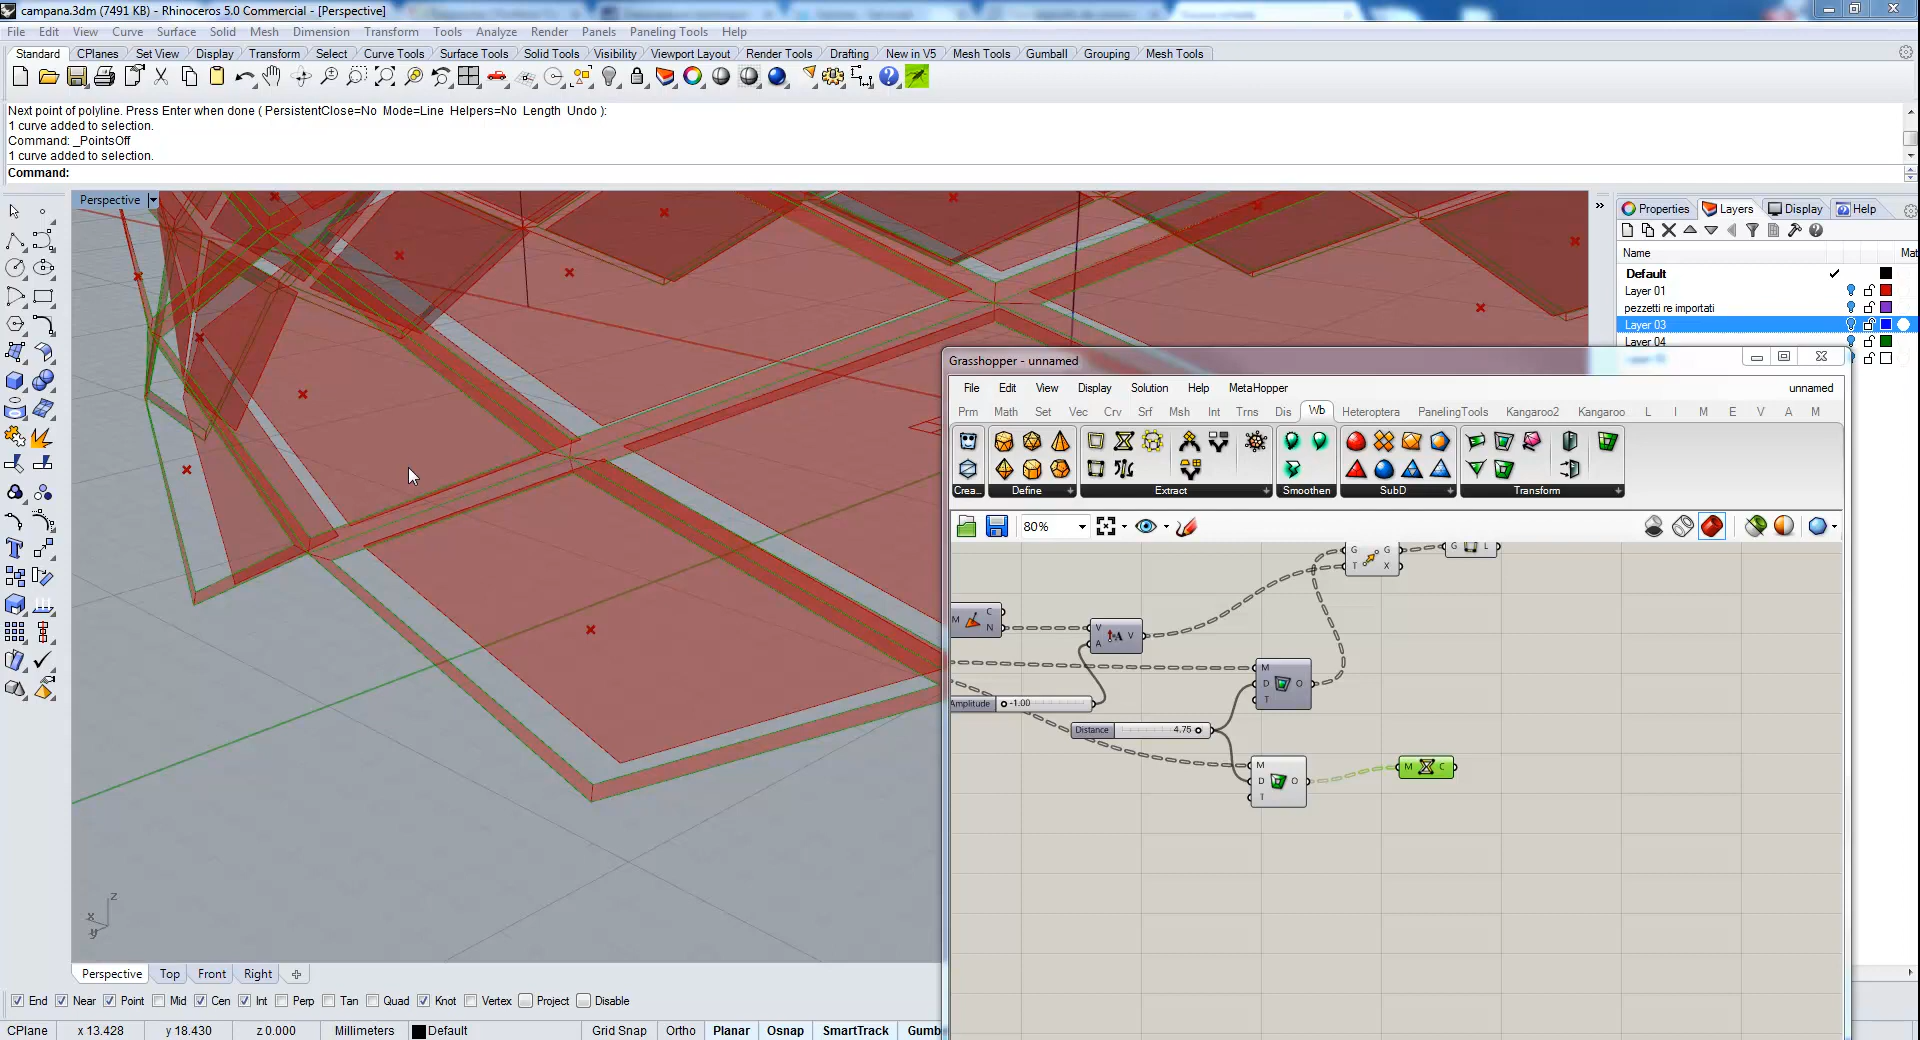 campana.3dm (7491 KB) - Rhinoceros 5.0 Commercial - [Perspective]
File Edit View Curve Surface Solid Mesh Dimension Transform Tools Analyze Render Panels Paneling Tools Help
Standard CPlanes Set View Display Transform Select Curve Tools Surface Tools Solid Tools Visibility Viewport Layout Render Tools Drafting New in V5 Mesh Tools Gumball Grouping Mesh Tools
Next point of polyline. Press Enter when done ( PersistentClose=No Mode=Line Helpers=No Length Undo ):
1 curve added to selection.
Command: _PointsOff
1 curve added to selection.
Command:
Perspective
» Properties Layers Display Help
Name Mat
Default
Layer 01
pezzetti re importati
Layer 03
Layer 04
Grasshopper - unnamed
File Edit View Display Solution Help MetaHopper unnamed
Prm Math Set Vec Crv Srf Msh Int Trns Dis Wb Heteroptera PanelingTools Kangaroo2 Kangaroo L I M E V A M
Crea... Define Extract Smoothen SubD Transform
80%
G G
T X
G L
M C
N
V V
A
M
D O
T
Amplitude -1.00
Distance 4.75
M
D O
T
M C
z
x
y
Perspective Top Front Right
End Near Point Mid Cen Int Perp Tan Quad Knot Vertex Project Disable
CPlane x 13.428 y 18.430 z 0.000 Millimeters Default Grid Snap Ortho Planar Osnap SmartTrack Gumb